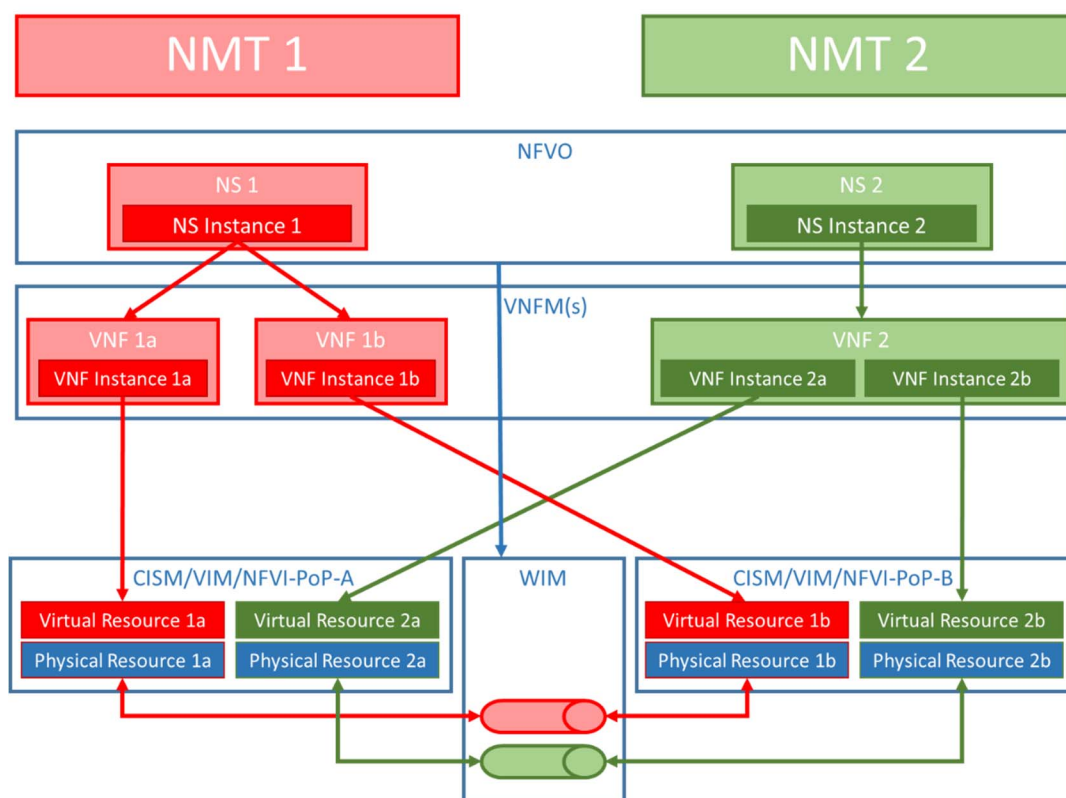 NMT 1
NMT 2
NFVO
NS 1
NS Instance 1
NS 2
NS Instance 2
VNFM(s)
VNF 1a
VNF Instance 1a
VNF 1b
VNF Instance 1b
VNF 2
VNF Instance 2a
VNF Instance 2b
CISM/VIM/NFVI-PoP-A
Virtual Resource 1a
Virtual Resource 2a
Physical Resource 1a
Physical Resource 2a
WIM
CISM/VIM/NFVI-PoP-B
Virtual Resource 1b
Virtual Resource 2b
Physical Resource 1b
Physical Resource 2b